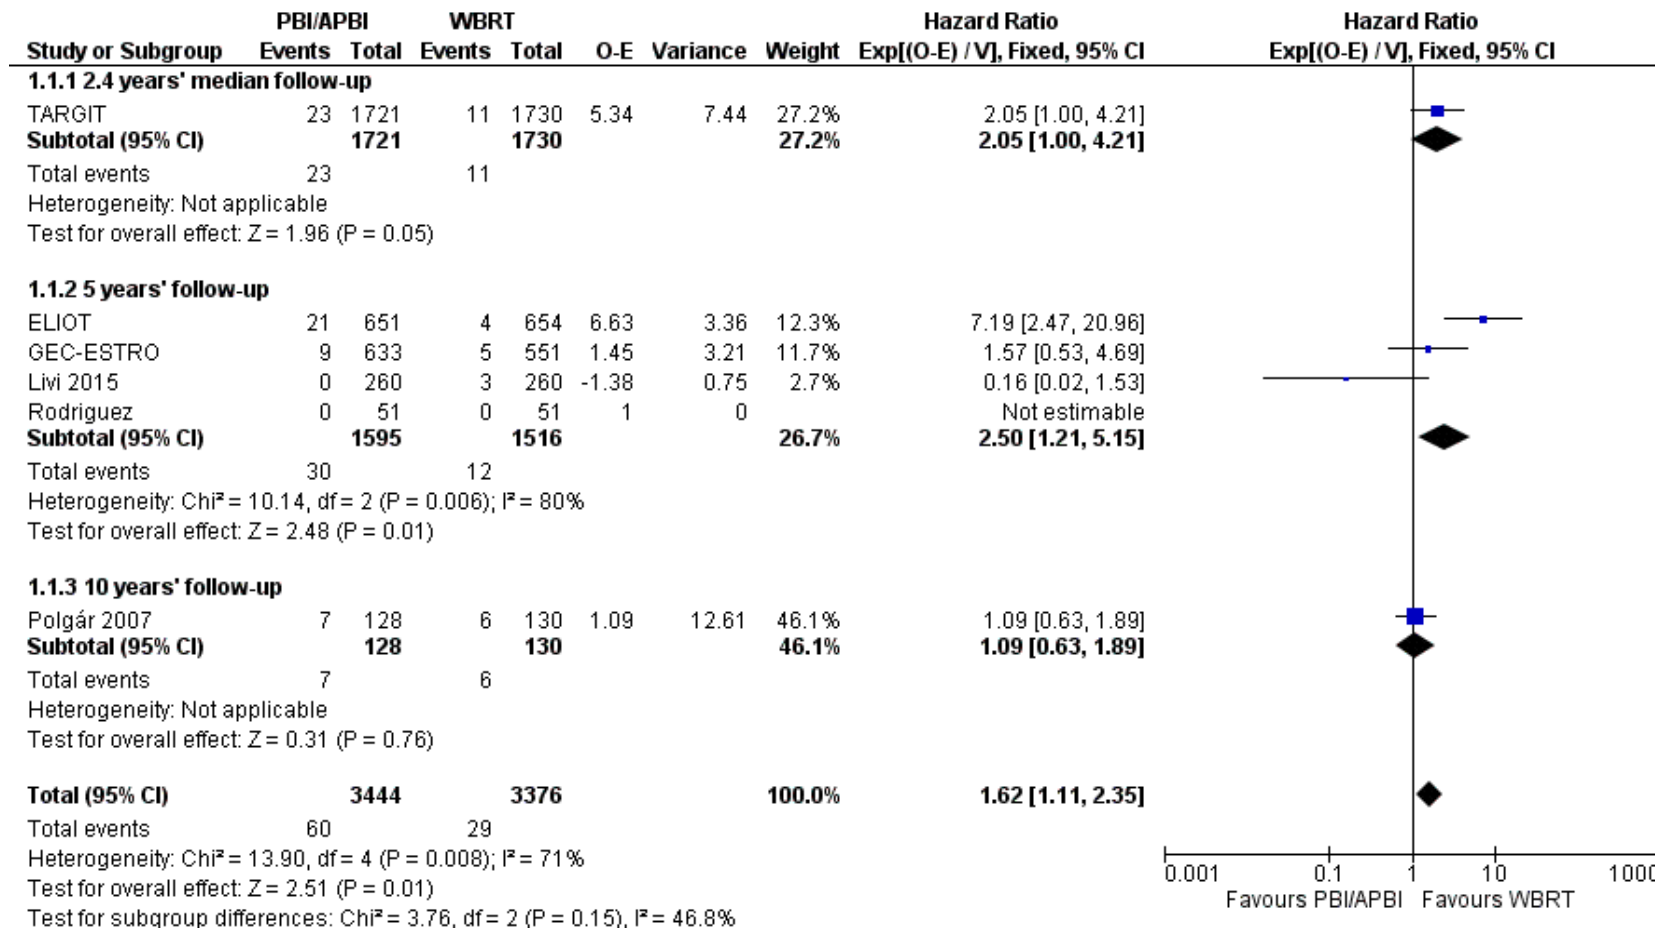 PBI/APBI WBRT Hazard Ratio Hazard Ratio
Study or Subgroup Events Total Events Total O-E Variance Weight Exp[(O-E) / V], Fixed, 95% CI Exp[(O-E) / V], Fixed, 95% CI
1.1.1 2.4 years' median follow-up
TARGIT 23 1721 11 1730 5.34 7.44 27.2% 2.05 [1.00, 4.21]
Subtotal (95% CI) 1721 1730 27.2% 2.05 [1.00, 4.21]
Total events 23 11
Heterogeneity: Not applicable
Test for overall effect: Z = 1.96 (P = 0.05)
1.1.2 5 years' follow-up
ELIOT 21 651 4 654 6.63 3.36 12.3% 7.19 [2.47, 20.96]
GEC-ESTRO 9 633 5 551 1.45 3.21 11.7% 1.57 [0.53, 4.69]
Livi 2015 0 260 3 260 -1.38 0.75 2.7% 0.16 [0.02, 1.53]
Rodriguez 0 51 0 51 1 0 Not estimable
Subtotal (95% CI) 1595 1516 26.7% 2.50 [1.21, 5.15]
Total events 30 12
Heterogeneity: Chi² = 10.14, df = 2 (P = 0.006); I² = 80%
Test for overall effect: Z = 2.48 (P = 0.01)
1.1.3 10 years' follow-up
Polgár 2007 7 128 6 130 1.09 12.61 46.1% 1.09 [0.63, 1.89]
Subtotal (95% CI) 128 130 46.1% 1.09 [0.63, 1.89]
Total events 7 6
Heterogeneity: Not applicable
Test for overall effect: Z = 0.31 (P = 0.76)
Total (95% CI) 3444 3376 100.0% 1.62 [1.11, 2.35]
Total events 60 29
Heterogeneity: Chi² = 13.90, df = 4 (P = 0.008); I² = 71%
Test for overall effect: Z = 2.51 (P = 0.01)
Test for subgroup differences: Chi² = 3.76, df = 2 (P = 0.15), I² = 46.8%
0.001 0.1 1 10 1000
Favours PBI/APBI Favours WBRT